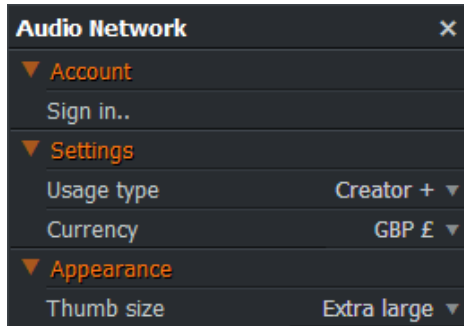 Audio Network ×
Account
Sign in..
Settings
Usage type Creator +
Currency GBP £
Appearance
Thumb size Extra large